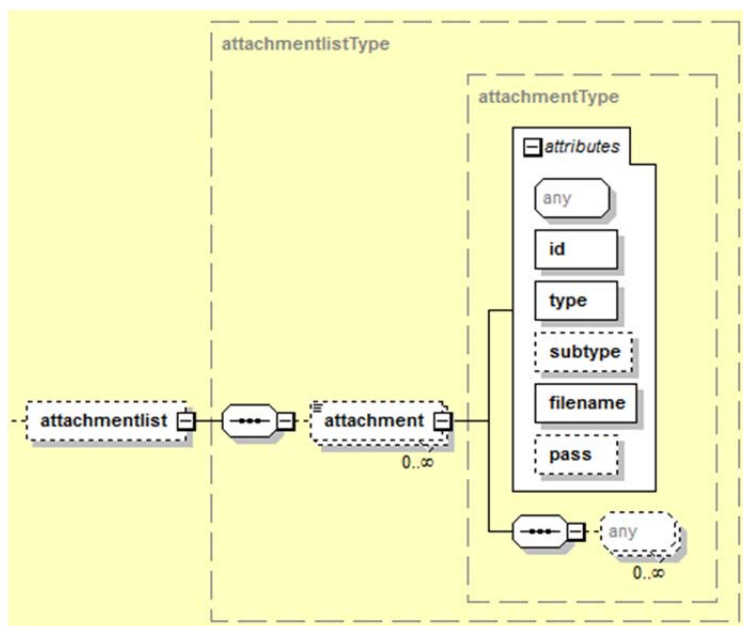 attachmentlistType
attachmentType
attributes
any
id
type
subtype
filename
pass
attachmentlist
attachment
0..∞
any
0..∞